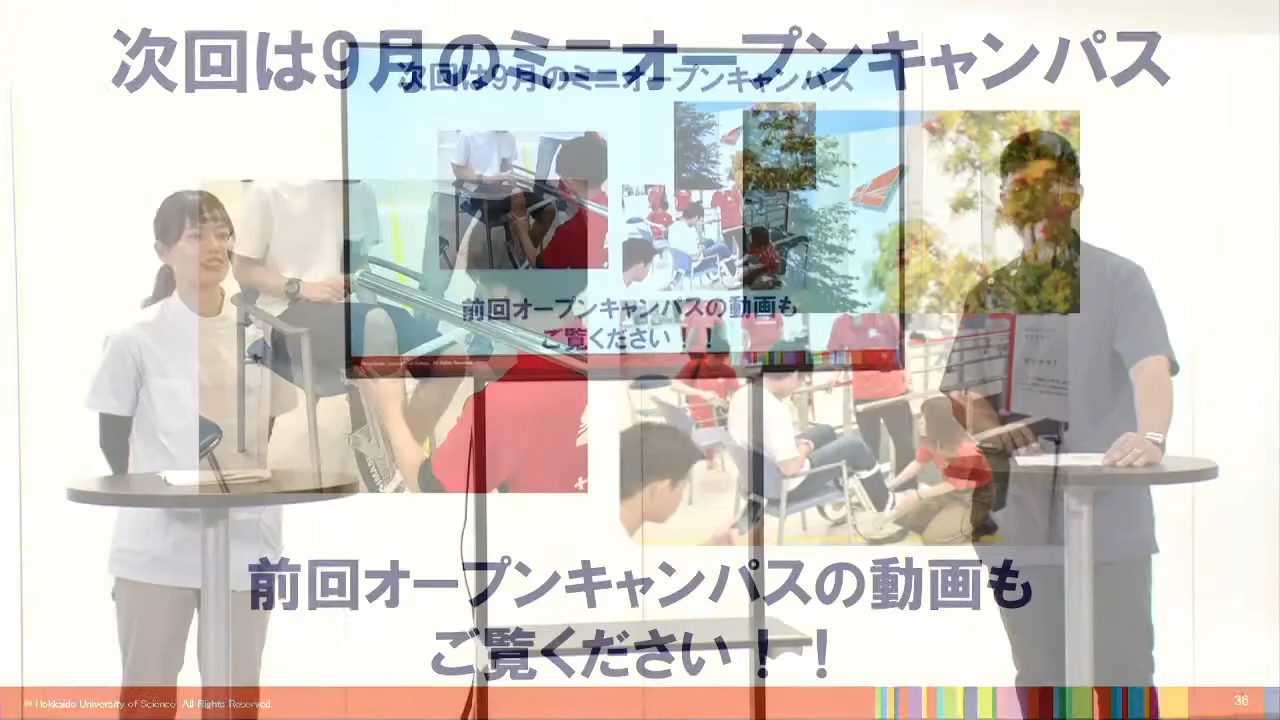 次回は9月のミニオープンキャンパス
次回は9月のミニオープンキャンパス
前回オープンキャンパスの動画も
ご覧ください！！
前回オープンキャンパスの動画も
ご覧ください！！
© Hokkaido University of Science. All Rights Reserved.
36